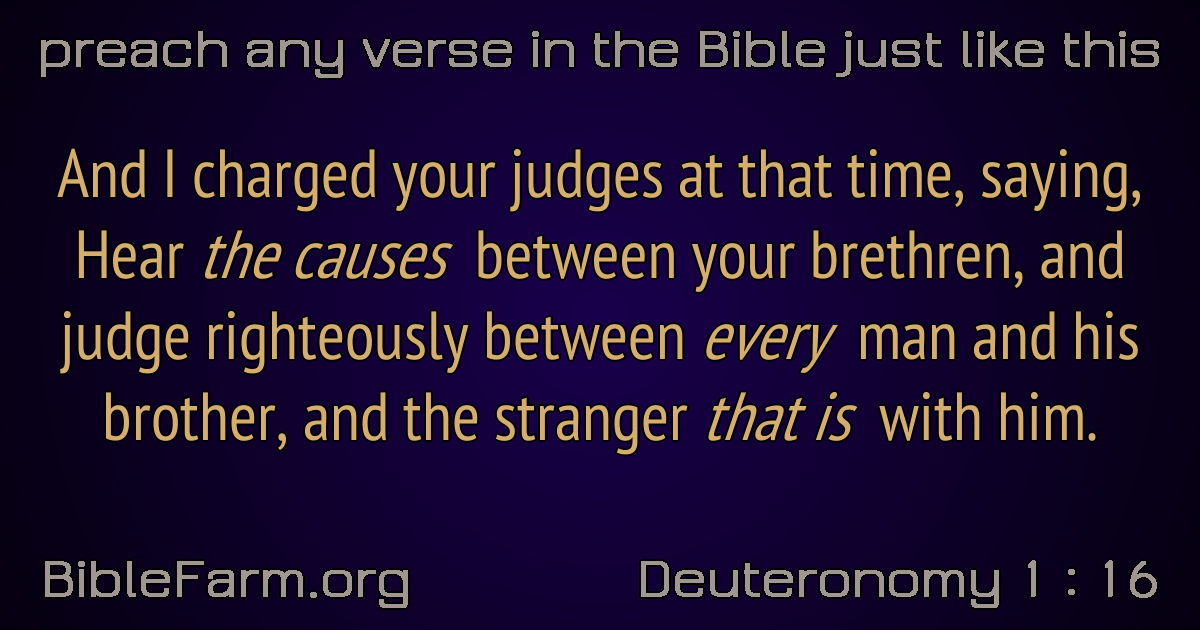 preach any verse in the Bible just like this
And I charged your judges at that time, saying,
Hear the causes between your brethren, and
judge righteously between every man and his
brother, and the stranger that is with him.
BibleFarm.org
Deuteronomy 1 : 16